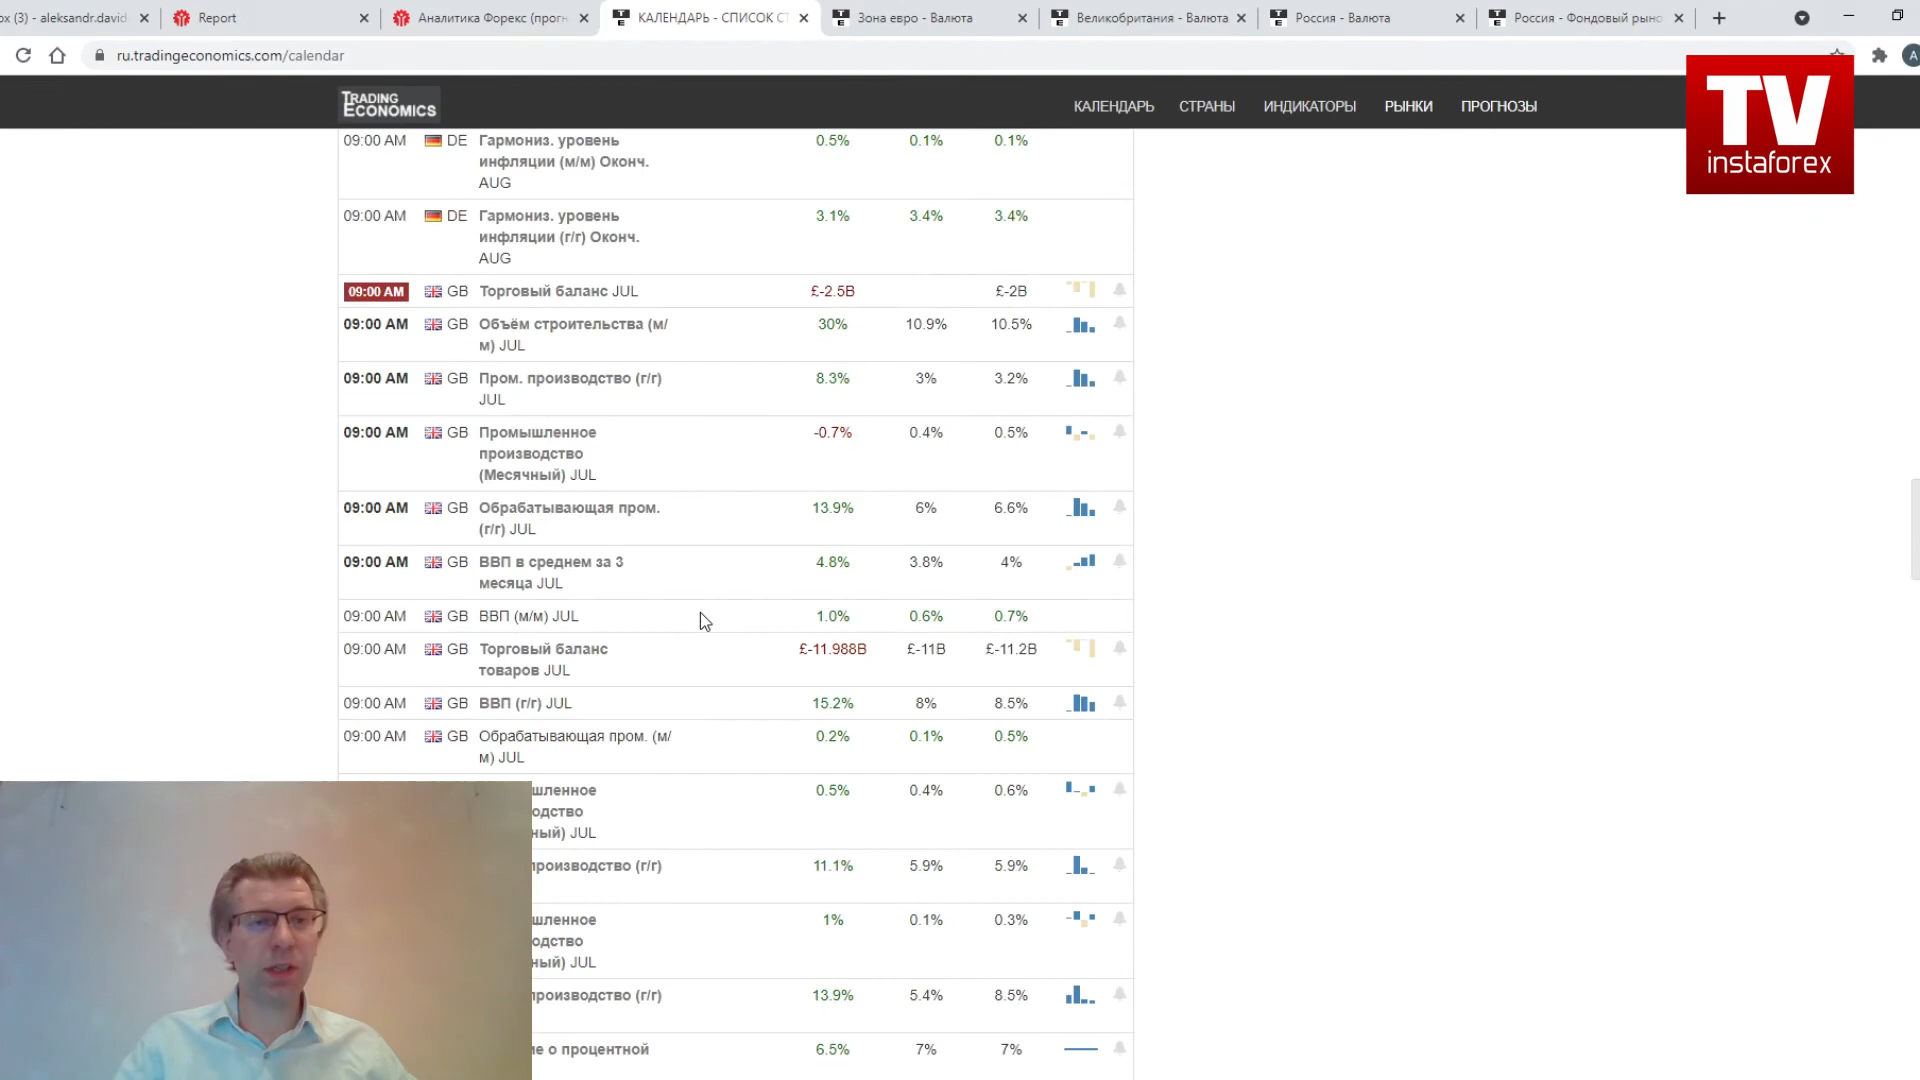 ox (3) - aleksandr.david
Report
Аналитика Форекс (прогн
КАЛЕНДАРЬ - СПИСОК СТ
Зона евро - Валюта
Великобритания - Валюта
Россия - Валюта
Россия - Фондовый рыно
ru.tradingeconomics.com/calendar
A
TRADING
ECONOMICS
КАЛЕНДАРЬ СТРАНЫ ИНДИКАТОРЫ РЫНКИ ПРОГНОЗЫ
TV
instaforex
09:00 AM DE Гармониз. уровень 0.5% 0.1% 0.1%
инфляции (м/м) Оконч.
AUG
09:00 AM DE Гармониз. уровень 3.1% 3.4% 3.4%
инфляции (г/г) Оконч.
AUG
09:00 AM GB Торговый баланс JUL £-2.5B £-2B
09:00 AM GB Объём строительства (м/ 30% 10.9% 10.5%
м) JUL
09:00 AM GB Пром. производство (г/г) 8.3% 3% 3.2%
JUL
09:00 AM GB Промышленное -0.7% 0.4% 0.5%
производство
(Месячный) JUL
09:00 AM GB Обрабатывающая пром. 13.9% 6% 6.6%
(г/г) JUL
09:00 AM GB ВВП в среднем за 3 4.8% 3.8% 4%
месяца JUL
09:00 AM GB ВВП (м/м) JUL 1.0% 0.6% 0.7%
09:00 AM GB Торговый баланс £-11.988B £-11B £-11.2B
товаров JUL
09:00 AM GB ВВП (г/г) JUL 15.2% 8% 8.5%
09:00 AM GB Обрабатывающая пром. (м/ 0.2% 0.1% 0.5%
м) JUL
шленное 0.5% 0.4% 0.6%
одство
ный) JUL
производство (г/г) 11.1% 5.9% 5.9%
шленное 1% 0.1% 0.3%
одство
ный) JUL
производство (г/г) 13.9% 5.4% 8.5%
ие о процентной 6.5% 7% 7%